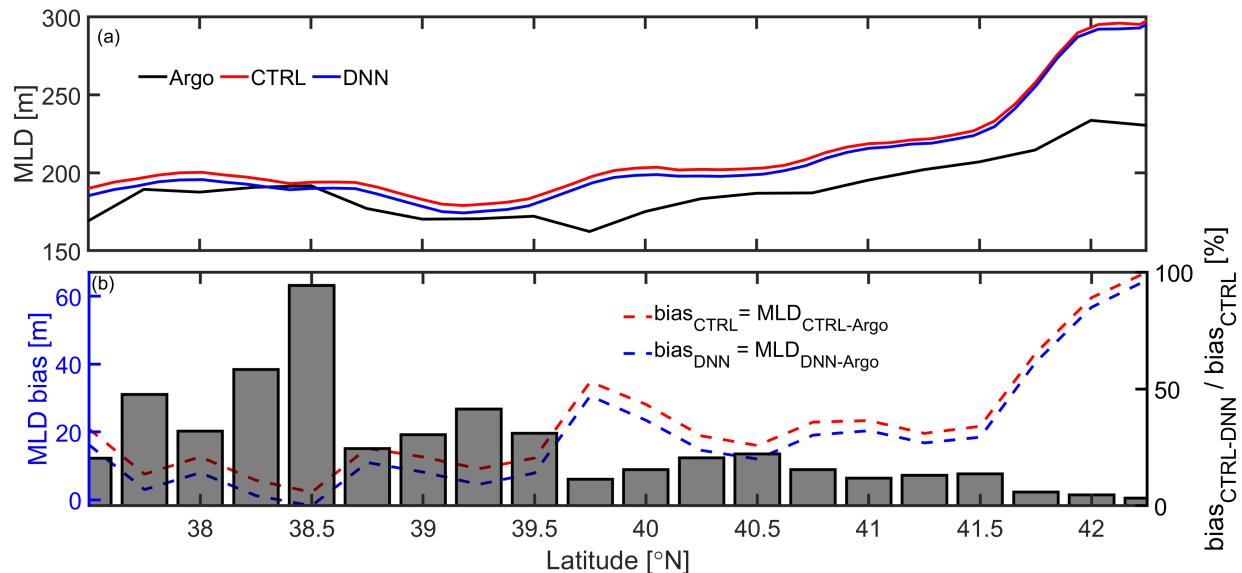 (a)
300
250
200
150
MLD [m]
Argo CTRL DNN
(b)
60
40
20
0
MLD bias [m]
bias_CTRL = MLD_CTRL-Argo
bias_DNN = MLD_DNN-Argo
100
50
0
bias_CTRL-DNN / bias_CTRL [%]
38 38.5 39 39.5 40 40.5 41 41.5 42
Latitude [°N]